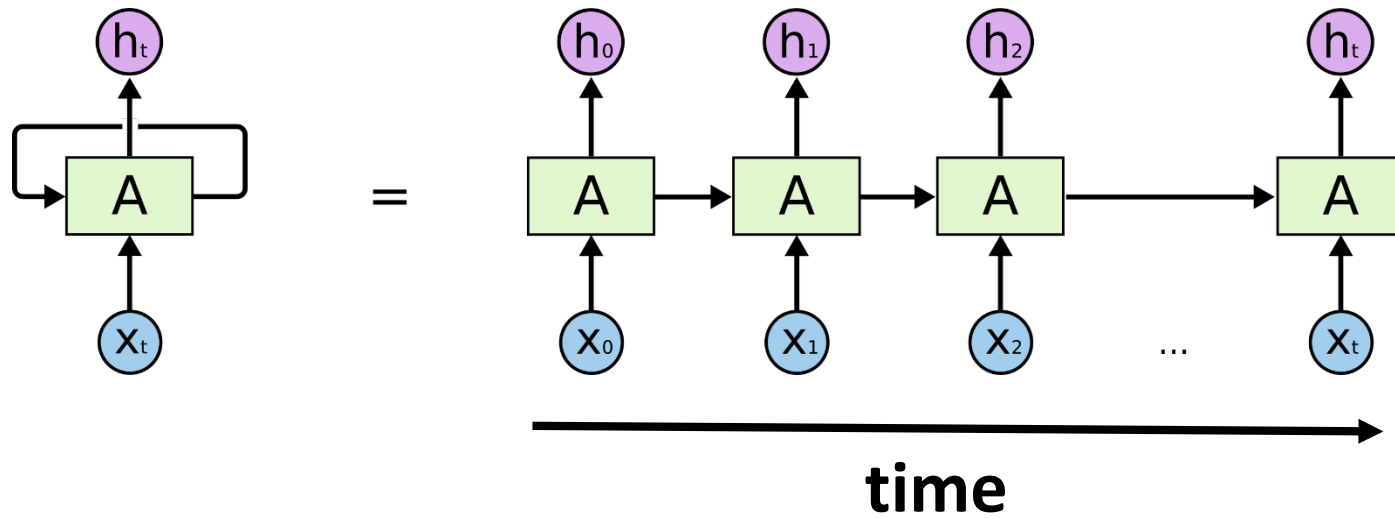 hₜ h₀ h₁ h₂ hₜ
A = A A A A
xₜ x₀ x₁ x₂ ... xₜ
time